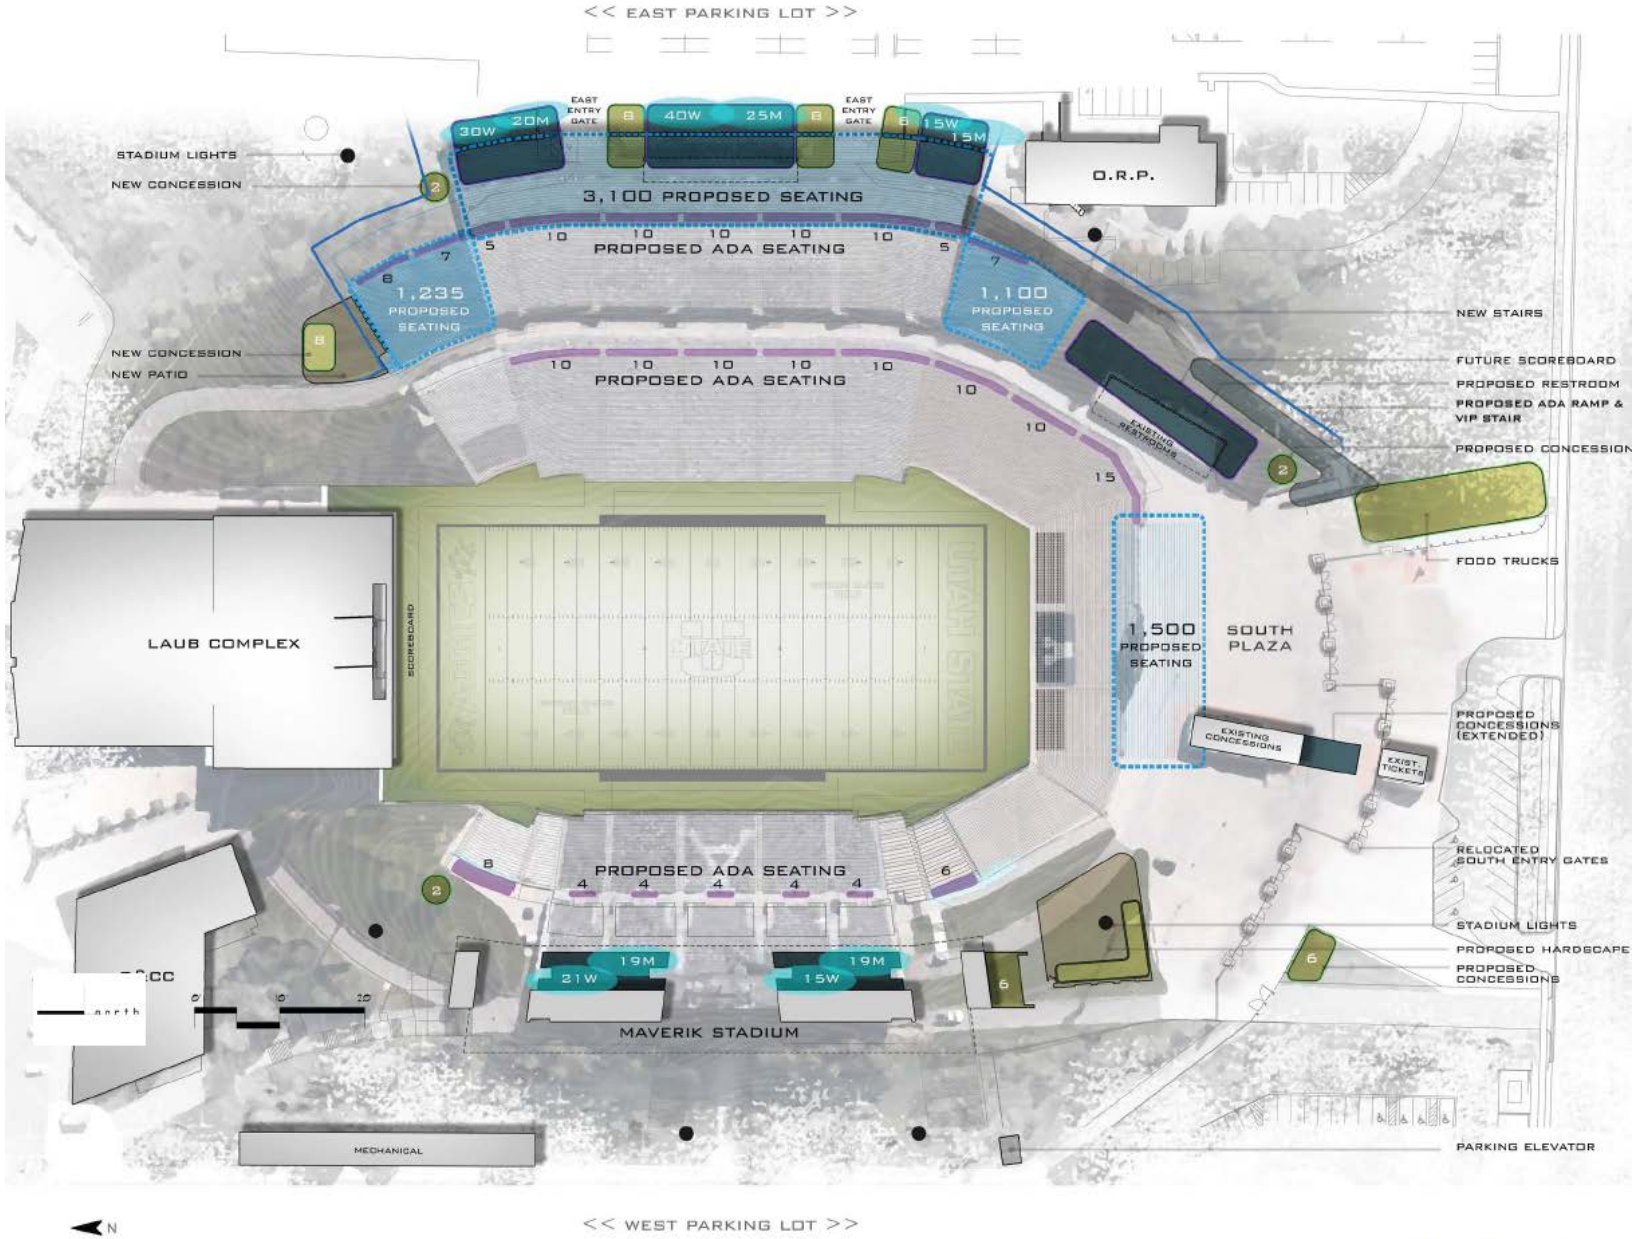 << EAST PARKING LOT >>
EAST
ENTRY
GATE
EAST
ENTRY
GATE
30W
20M
8
40W
25M
8
6
15W
15M
STADIUM LIGHTS
NEW CONCESSION
2
O.R.P.
3,100 PROPOSED SEATING
8
7
5
10
10
10
10
10
5
7
PROPOSED ADA SEATING
1,235
PROPOSED
SEATING
1,100
PROPOSED
SEATING
8
NEW CONCESSION
NEW PATIO
NEW STAIRS
FUTURE SCOREBOARD
PROPOSED RESTROOM
PROPOSED ADA RAMP &
VIP STAIR
PROPOSED CONCESSION
10
10
10
10
10
10
10
15
PROPOSED ADA SEATING
EXISTING
RESTROOMS
2
FOOD TRUCKS
LAUB COMPLEX
SCOREBOARD
UTAH STATE
STATE
1,500
PROPOSED
SEATING
SOUTH
PLAZA
EXISTING
CONCESSIONS
EXIST.
TICKETS
PROPOSED
CONCESSIONS
(EXTENDED)
RELOCATED
SOUTH ENTRY GATES
8
PROPOSED ADA SEATING
4
4
4
4
4
6
2
STADIUM LIGHTS
PROPOSED HARDSCAPE
PROPOSED
CONCESSIONS
6
19M
21W
19M
15W
6
MAVERIK STADIUM
north
MECHANICAL
PARKING ELEVATOR
N
<< WEST PARKING LOT >>